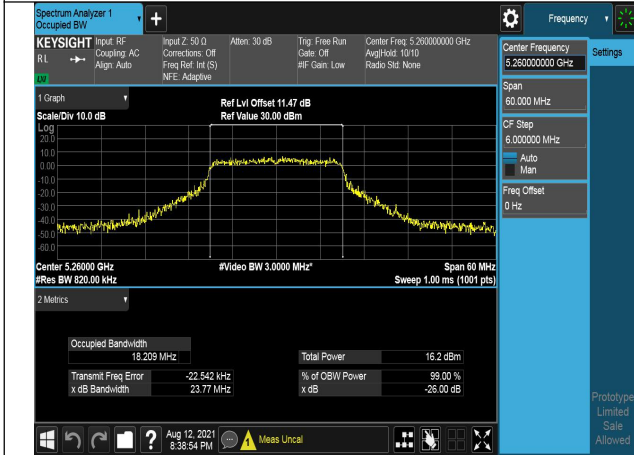 Spectrum Analyzer 1
Occupied BW
Frequency
KEYSIGHT
R L
Input: RF
Coupling: AC
Align: Auto
Input Z: 50 Ω
Corrections: Off
Freq Ref: Int (S)
NFE: Adaptive
Atten: 30 dB
Trig: Free Run
Gate: Off
#IF Gain: Low
Center Freq: 5.260000000 GHz
Avg|Hold: 10/10
Radio Std: None
Center Frequency
5.260000000 GHz
Settings
Span
60.000 MHz
CF Step
6.000000 MHz
Auto
Man
Freq Offset
0 Hz
1 Graph
Scale/Div 10.0 dB
Ref Lvl Offset 11.47 dB
Ref Value 30.00 dBm
Log
20.0
10.0
0.00
-10.0
-20.0
-30.0
-40.0
-50.0
-60.0
Center 5.26000 GHz
#Video BW 3.0000 MHz*
Span 60 MHz
#Res BW 820.00 kHz
Sweep 1.00 ms (1001 pts)
2 Metrics
Occupied Bandwidth
18.209 MHz
Total Power
16.2 dBm
Transmit Freq Error
-22.542 kHz
% of OBW Power
99.00 %
x dB Bandwidth
23.77 MHz
x dB
-26.00 dB
Aug 12, 2021
8:38:54 PM
Meas Uncal
Prototype
Limited
Sale
Allowed